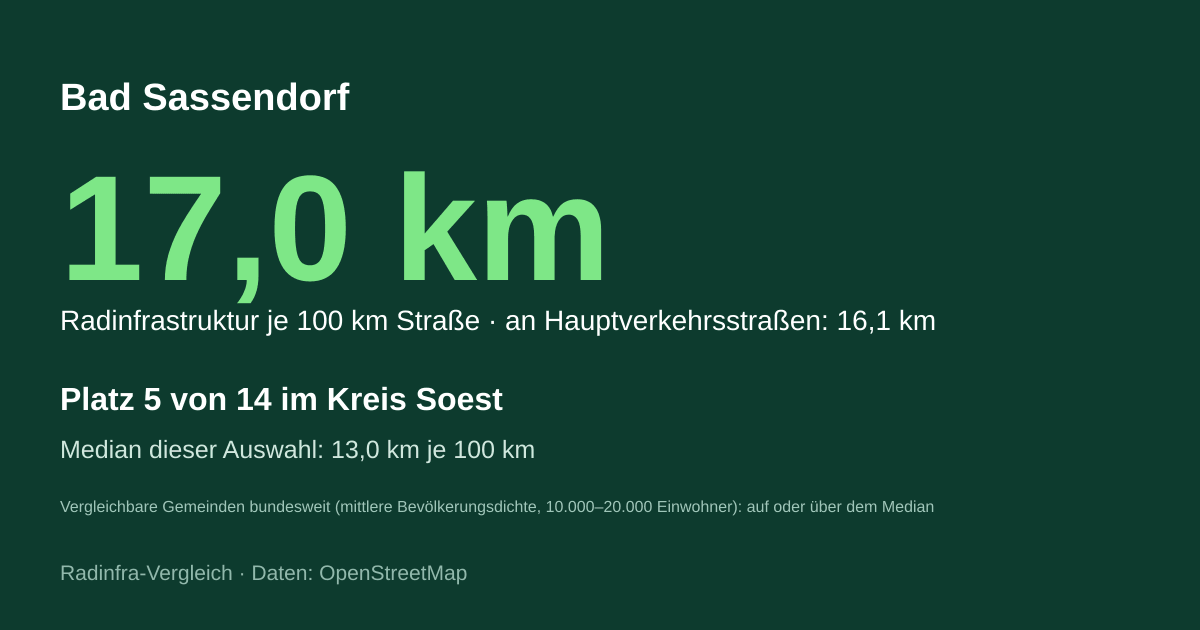 Bad Sassendorf
17,0 km
Radinfrastruktur je 100 km Straße · an Hauptverkehrsstraßen: 16,1 km
Platz 5 von 14 im Kreis Soest
Median dieser Auswahl: 13,0 km je 100 km
Vergleichbare Gemeinden bundesweit (mittlere Bevölkerungsdichte, 10.000–20.000 Einwohner): auf oder über dem Median
Radinfra-Vergleich · Daten: OpenStreetMap